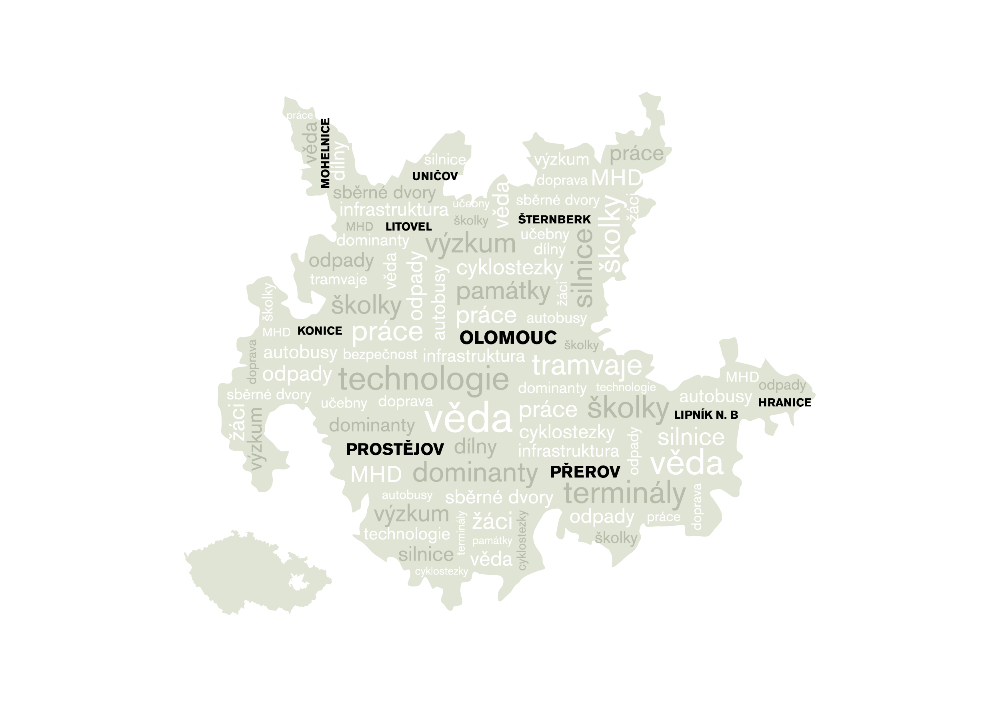 práce
věda
MOHELNICE
dílny
silnice
UNIČOV
výzkum
práce
doprava
MHD
sběrné dvory
infrastruktura
učebny
věda
sběrné dvory
školky
žáci
MHD
LITOVEL
školky
ŠTERNBERK
dominanty
výzkum
učebny
dílny
silnice
odpady
věda
odpady
autobusy
cyklostezky
tramvaje
památky
žáci
školky
školky
práce
autobusy
MHD
KONICE
práce
OLOMOUC
školky
doprava
autobusy
bezpečnost
infrastruktura
tramvaje
odpady
technologie
dominanty
technologie
MHD
odpady
sběrné dvory
učebny
doprava
autobusy
HRANICE
žáci
výzkum
věda
práce
školky
LIPNÍK N. B
dominanty
cyklostezky
odpady
silnice
PROSTĚJOV
dílny
infrastruktura
věda
MHD
dominanty
PŘEROV
autobusy
sběrné dvory
terminály
doprava
výzkum
terminály
žáci
cyklostezky
odpady
práce
technologie
památky
školky
silnice
věda
cyklostezky